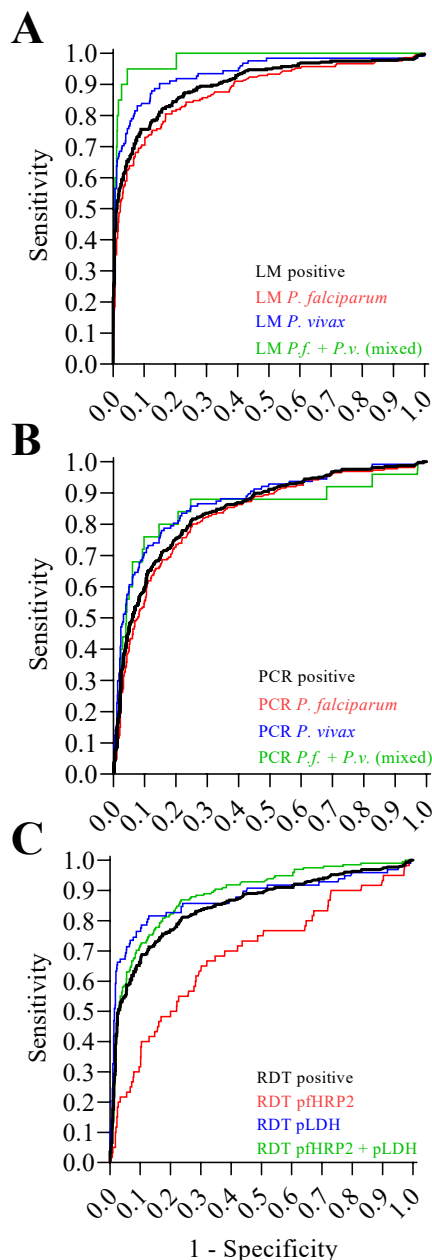 A
1.0
0.9
0.8
0.7
0.6
0.5
0.4
0.3
0.2
0.1
0.0
Sensitivity
LM positive
LM P. falciparum
LM P. vivax
LM P.f. + P.v. (mixed)
0.0 0.1 0.2 0.3 0.4 0.5 0.6 0.7 0.8 0.9 1.0
B
1.0
0.9
0.8
0.7
0.6
0.5
0.4
0.3
0.2
0.1
0.0
Sensitivity
PCR positive
PCR P. falciparum
PCR P. vivax
PCR P.f. + P.v. (mixed)
0.0 0.1 0.2 0.3 0.4 0.5 0.6 0.7 0.8 0.9 1.0
C
1.0
0.9
0.8
0.7
0.6
0.5
0.4
0.3
0.2
0.1
0.0
Sensitivity
RDT positive
RDT pfHRP2
RDT pLDH
RDT pfHRP2 + pLDH
0.0 0.1 0.2 0.3 0.4 0.5 0.6 0.7 0.8 0.9 1.0
1 - Specificity